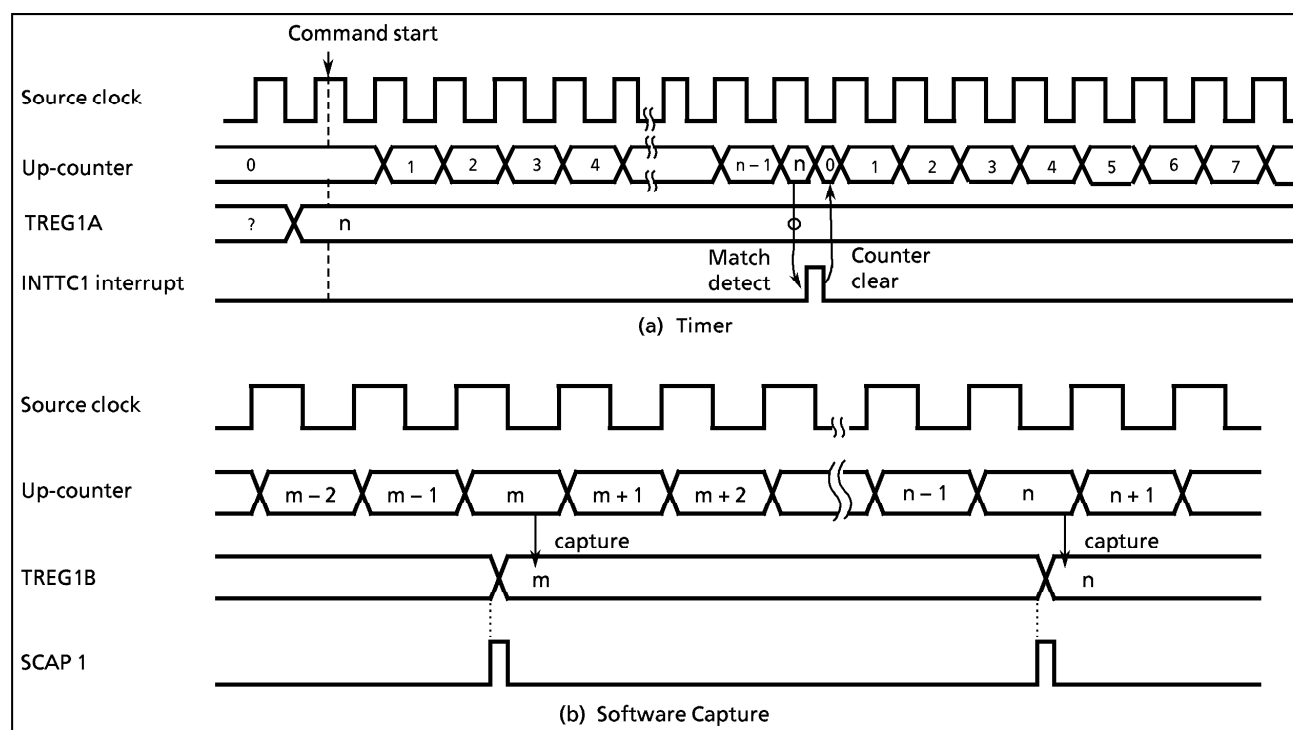 Command start
Source clock
Up-counter 0 1 2 3 4 n – 1 n 0 1 2 3 4 5 6 7
TREG1A ? n
Match detect
Counter clear
INTTC1 interrupt
(a) Timer
Source clock
Up-counter m – 2 m – 1 m m + 1 m + 2 n – 1 n n + 1
capture capture
TREG1B m n
SCAP 1
(b) Software Capture